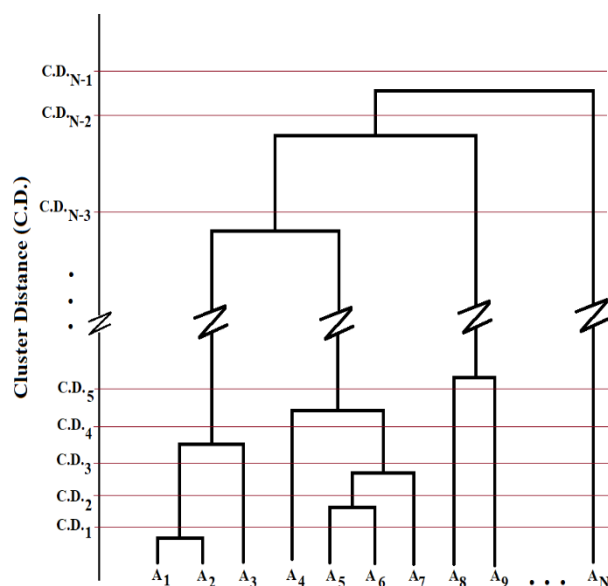 C.D.N-1
C.D.N-2
C.D.N-3
Cluster Distance (C.D.)
C.D.5
C.D.4
C.D.3
C.D.2
C.D.1
A1 A2 A3 A4 A5 A6 A7 A8 A9 . . . AN